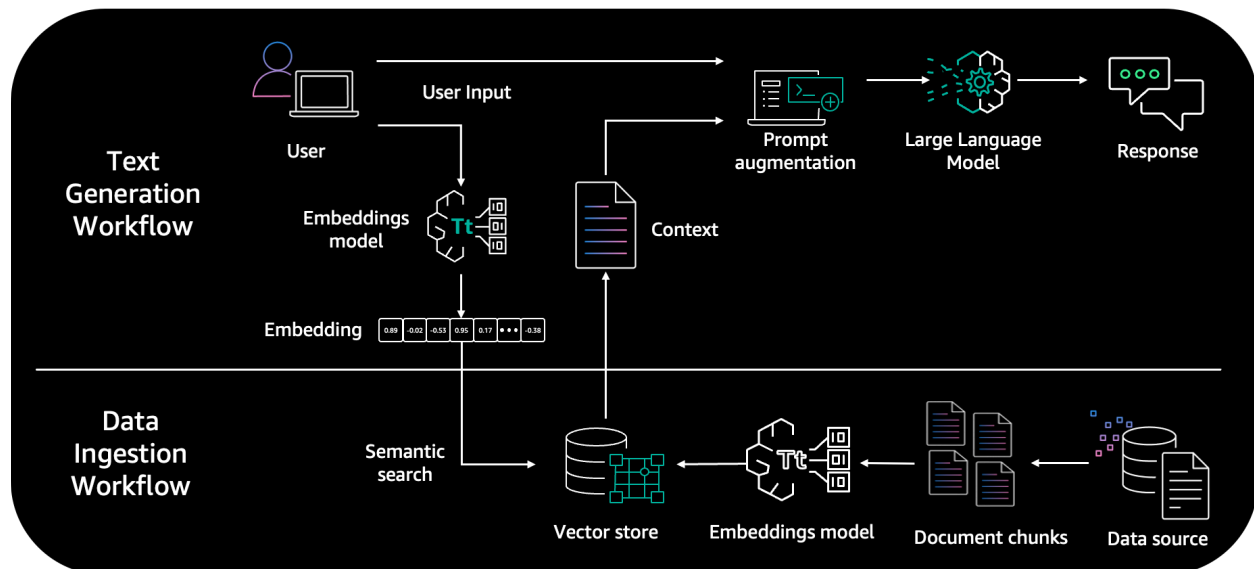 User Input
User
Prompt
augmentation
Large Language
Model
Response
Text
Generation
Workflow
Embeddings
model
Tt
Context
Embedding
0.89 -0.02 -0.53 0.95 0.17 ••• -0.38
Data
Ingestion
Workflow
Semantic
search
Vector store
Tt
Embeddings model
Document chunks
Data source